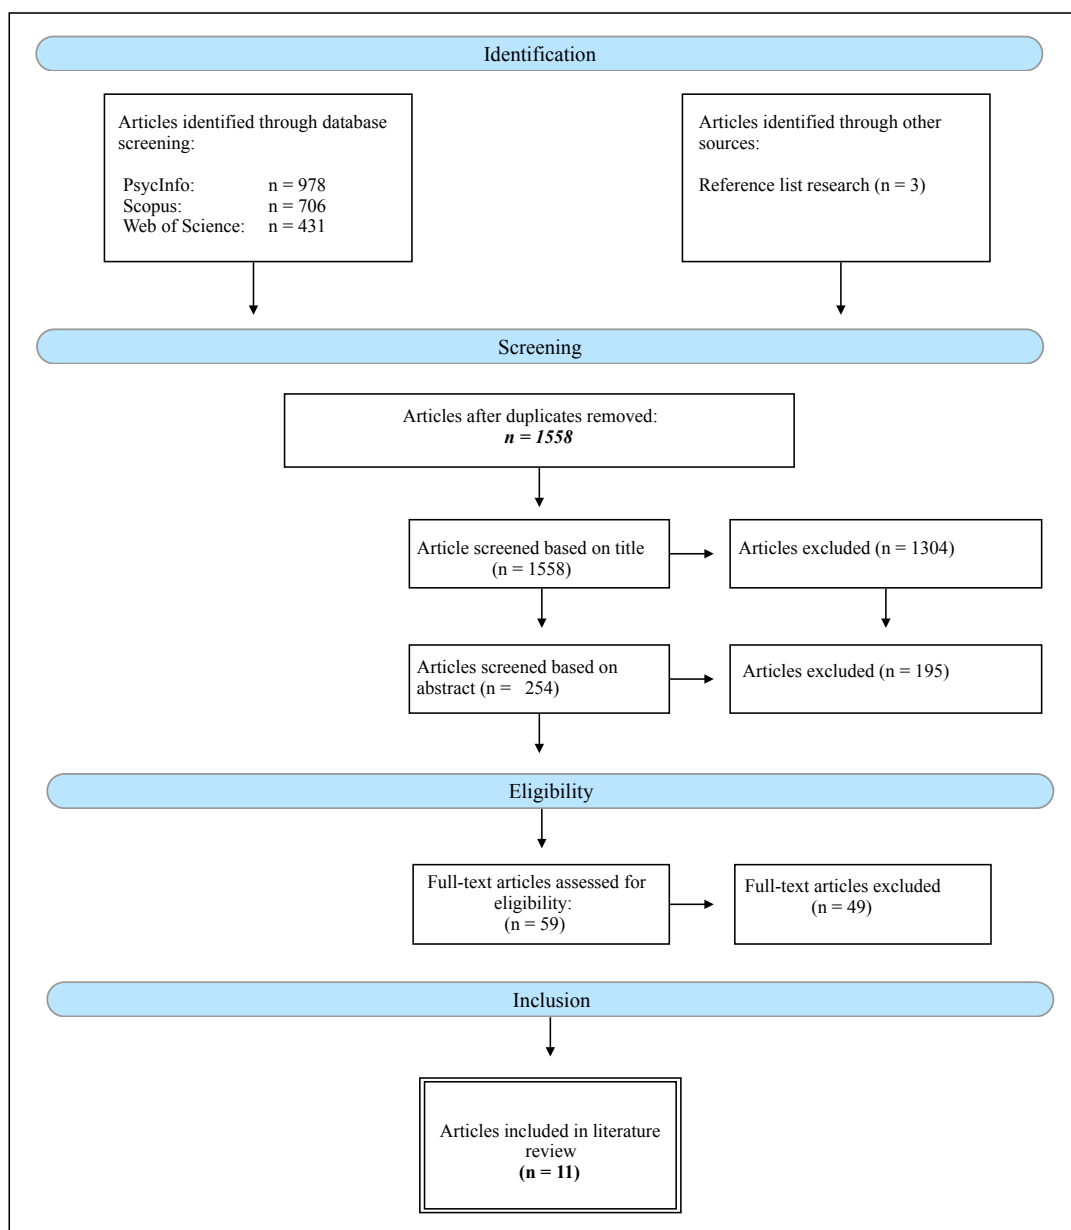 Identification
Articles identified through database
screening:
PsycInfo: n = 978
Scopus: n = 706
Web of Science: n = 431
Articles identified through other
sources:
Reference list research (n = 3)
Screening
Articles after duplicates removed:
n = 1558
Article screened based on title
(n = 1558)
Articles excluded (n = 1304)
Articles screened based on
abstract (n = 254)
Articles excluded (n = 195)
Eligibility
Full-text articles assessed for
eligibility:
(n = 59)
Full-text articles excluded
(n = 49)
Inclusion
Articles included in literature
review
(n = 11)